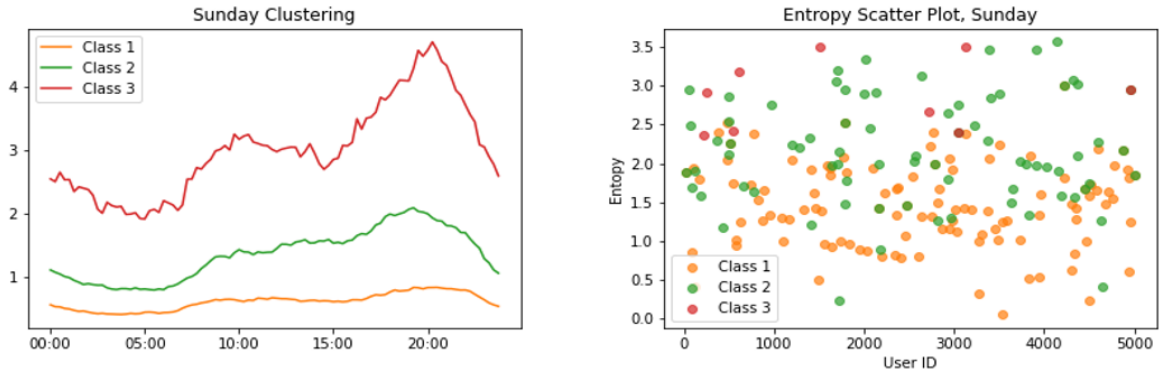 Sunday Clustering
Class 1
Class 2
Class 3
4
3
2
1
00:00 05:00 10:00 15:00 20:00
Entropy Scatter Plot, Sunday
Entopy
3.5
3.0
2.5
2.0
1.5
1.0
0.5
0.0
Class 1
Class 2
Class 3
0 1000 2000 3000 4000 5000
User ID